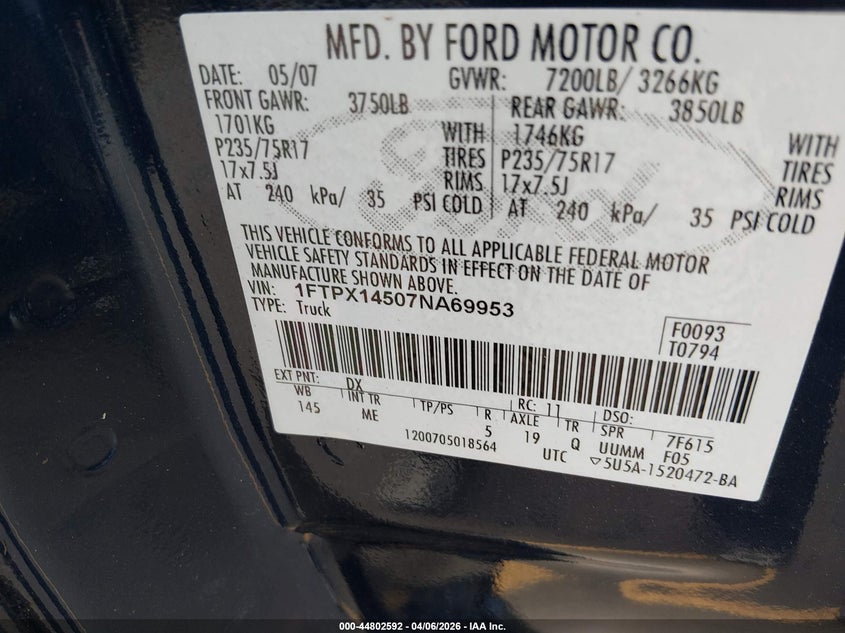 MFD. BY FORD MOTOR CO.
DATE: 05/07 GVWR: 7200LB/ 3266KG
FRONT GAWR: 3750LB REAR GAWR: 3850LB
1701KG WITH 1746KG WITH
P235/75R17 TIRES P235/75R17 TIRES
17x7.5J RIMS 17x7.5J RIMS
AT 240 kPa/ 35 PSI COLD AT 240 kPa/ 35 PSI COLD
THIS VEHICLE CONFORMS TO ALL APPLICABLE FEDERAL MOTOR
VEHICLE SAFETY STANDARDS IN EFFECT ON THE DATE OF
MANUFACTURE SHOWN ABOVE.
VIN: 1FTPX14507NA69953
TYPE: Truck
F0093
T0794
EXT PNT: DX RC: 11 DSO:
WB INT TR TP/PS R AXLE TR SPR 7F615
145 ME 5 19 Q UUMM F05
1200705018564 UTC ▽5U5A-1520472-BA
Ford
000-44802592 - 04/06/2026 - IAA Inc.